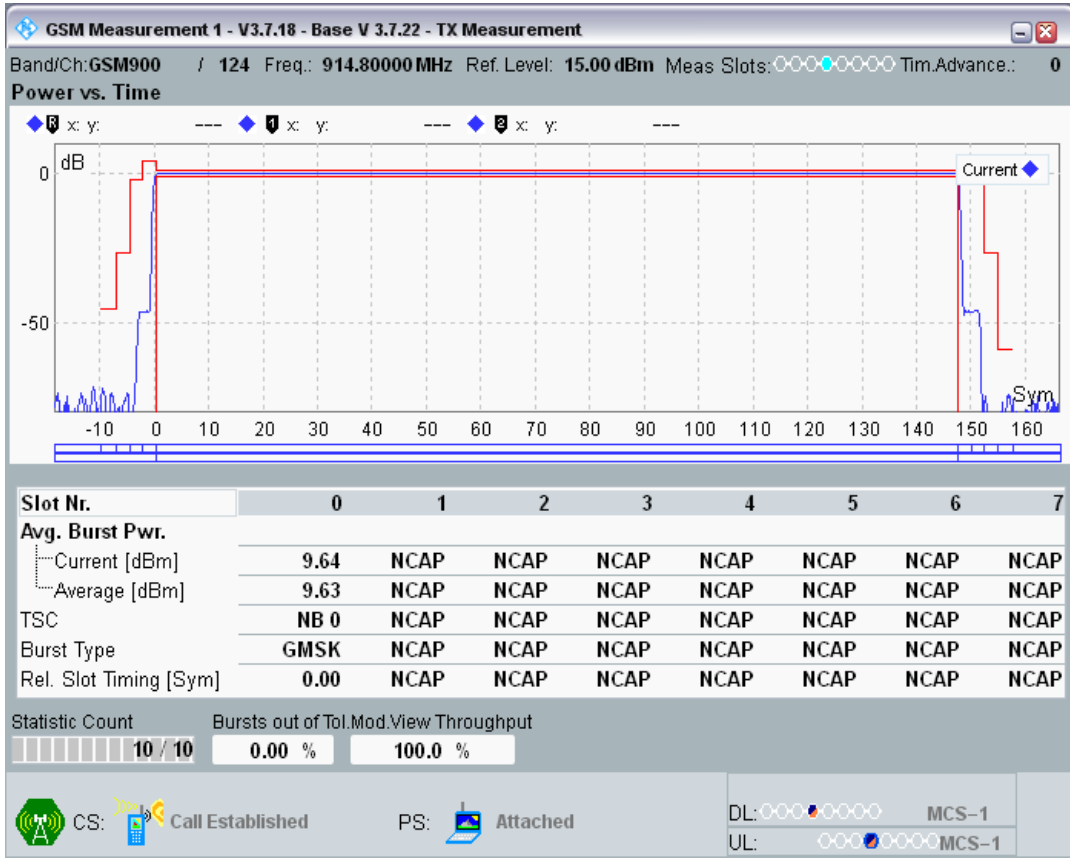 GSM Measurement 1 - V3.7.18 - Base V 3.7.22 - TX Measurement
Band/Ch:GSM900 / 124 Freq.: 914.80000 MHz Ref. Level: 15.00 dBm Meas Slots: Tim.Advance.: 0
Power vs. Time
R x: y: --- 1 x: y: --- 2 x: y: ---
dB
Current
0
-50
Sym
-10 0 10 20 30 40 50 60 70 80 90 100 110 120 130 140 150 160
Slot Nr. 0 1 2 3 4 5 6 7
Avg. Burst Pwr.
Current [dBm] 9.64 NCAP NCAP NCAP NCAP NCAP NCAP NCAP
Average [dBm] 9.63 NCAP NCAP NCAP NCAP NCAP NCAP NCAP
TSC NB 0 NCAP NCAP NCAP NCAP NCAP NCAP NCAP
Burst Type GMSK NCAP NCAP NCAP NCAP NCAP NCAP NCAP
Rel. Slot Timing [Sym] 0.00 NCAP NCAP NCAP NCAP NCAP NCAP NCAP
Statistic Count Bursts out of Tol. Mod.View Throughput
10 / 10 0.00 % 100.0 %
CS: Call Established PS: Attached
DL: MCS-1
UL: MCS-1